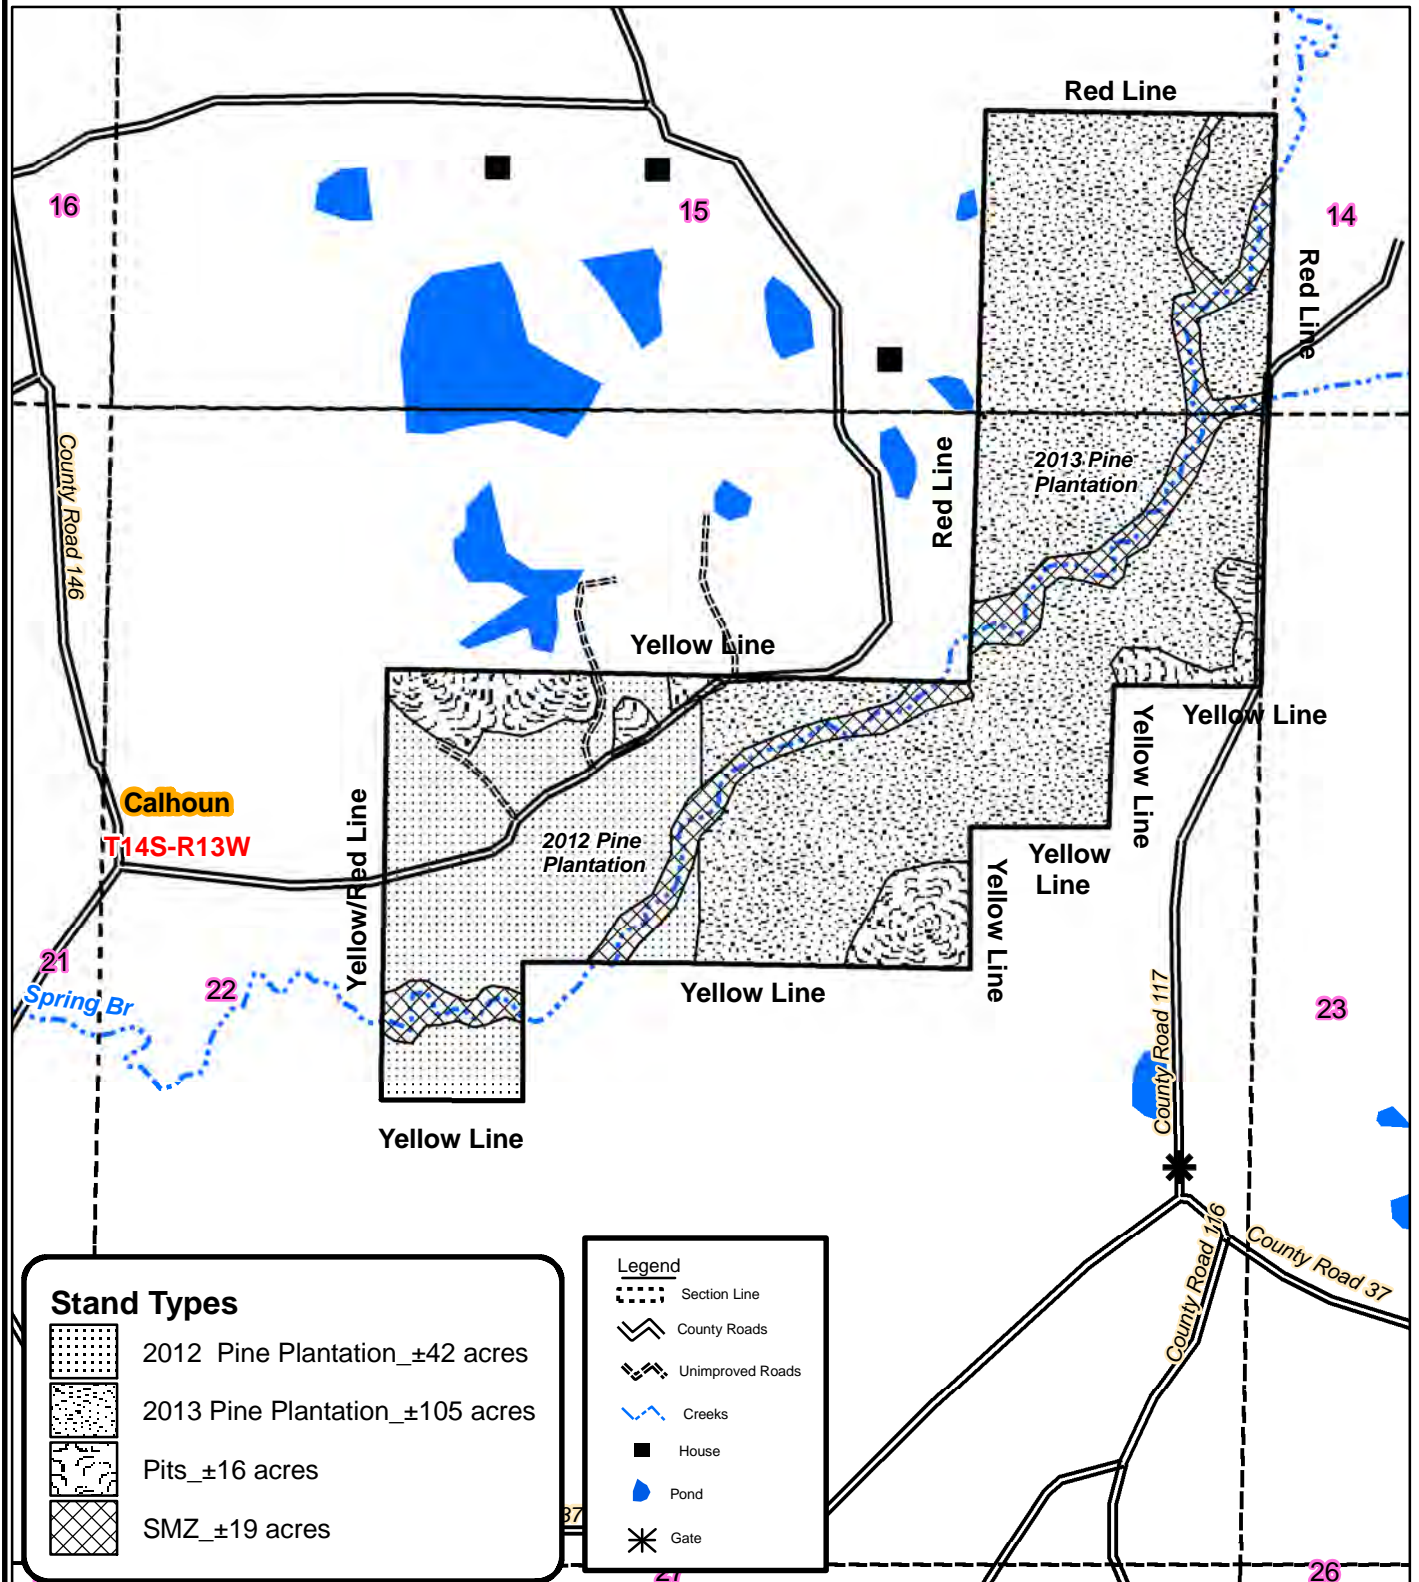 Red Line
16
15
14
Red Line
County Road 146
Red Line
2013 Pine
Plantation
Yellow Line
Yellow Line
Yellow Line
Calhoun
T14S-R13W
Yellow/Red Line
2012 Pine
Plantation
Yellow
Line
Yellow Line
21
22
Spring Br
Yellow Line
23
County Road 117
Yellow Line
County Road 116
County Road 37
Stand Types
2012 Pine Plantation_±42 acres
2013 Pine Plantation_±105 acres
Pits_±16 acres
SMZ_±19 acres
Legend
Section Line
County Roads
Unimproved Roads
Creeks
House
Pond
Gate
37
27
26